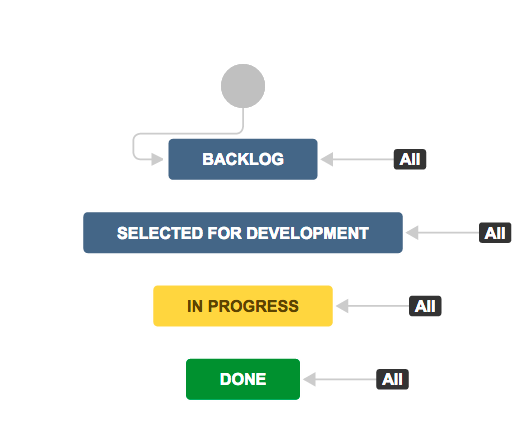 BACKLOG
All
SELECTED FOR DEVELOPMENT
All
IN PROGRESS
All
DONE
All